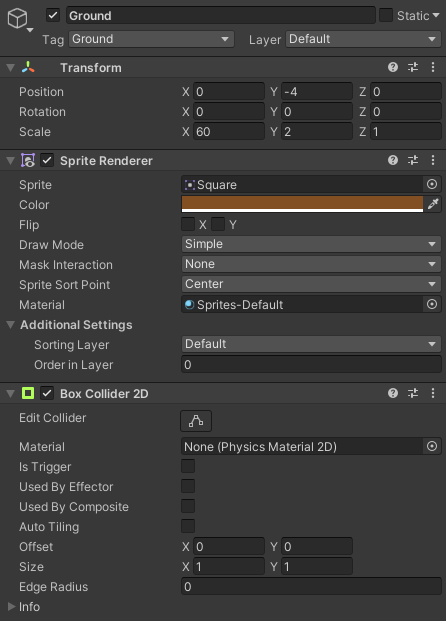 Ground Static
Tag Ground Layer Default
Transform
Position X 0 Y -4 Z 0
Rotation X 0 Y 0 Z 0
Scale X 60 Y 2 Z 1
Sprite Renderer
Sprite Square
Color
Flip X Y
Draw Mode Simple
Mask Interaction None
Sprite Sort Point Center
Material Sprites-Default
Additional Settings
Sorting Layer Default
Order in Layer 0
Box Collider 2D
Edit Collider
Material None (Physics Material 2D)
Is Trigger
Used By Effector
Used By Composite
Auto Tiling
Offset X 0 Y 0
Size X 1 Y 1
Edge Radius 0
Info